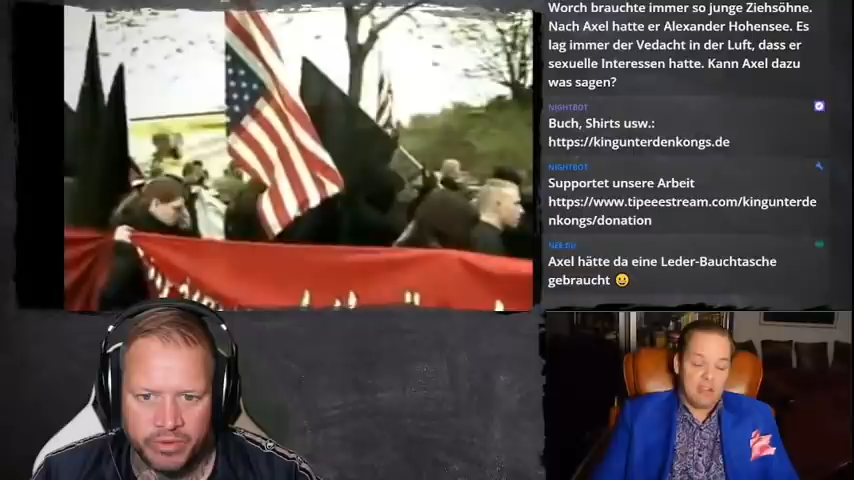 Worch brauchte immer so junge Ziehsöhne.
Nach Axel hatte er Alexander Hohensee. Es
lag immer der Vedacht in der Luft, dass er
sexuelle Interessen hatte. Kann Axel dazu
was sagen?
NIGHTBOT
Buch, Shirts usw.:
https://kingunterdenkongs.de
NIGHTBOT
Supportet unsere Arbeit
https://www.tipeeestream.com/kingunterde
nkongs/donation
Axel hätte da eine Leder-Bauchtasche
gebraucht 😀